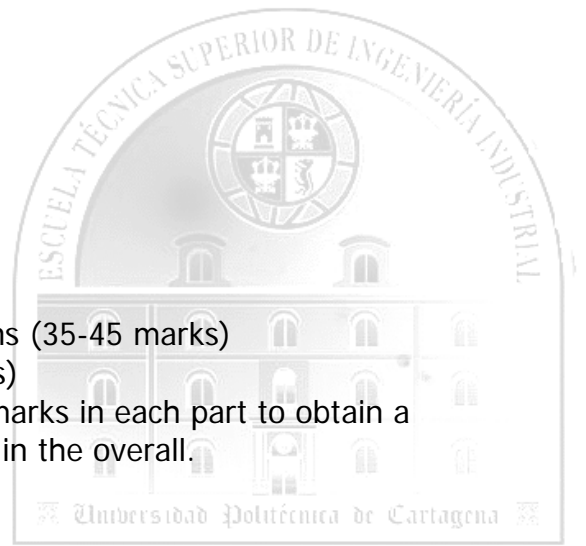 ESCUELA TÉCNICA SUPERIOR DE INGENIERÍA INDUSTRIAL
ns (35-45 marks)
s)
marks in each part to obtain a
in the overall.
Universidad Politécnica de Cartagena